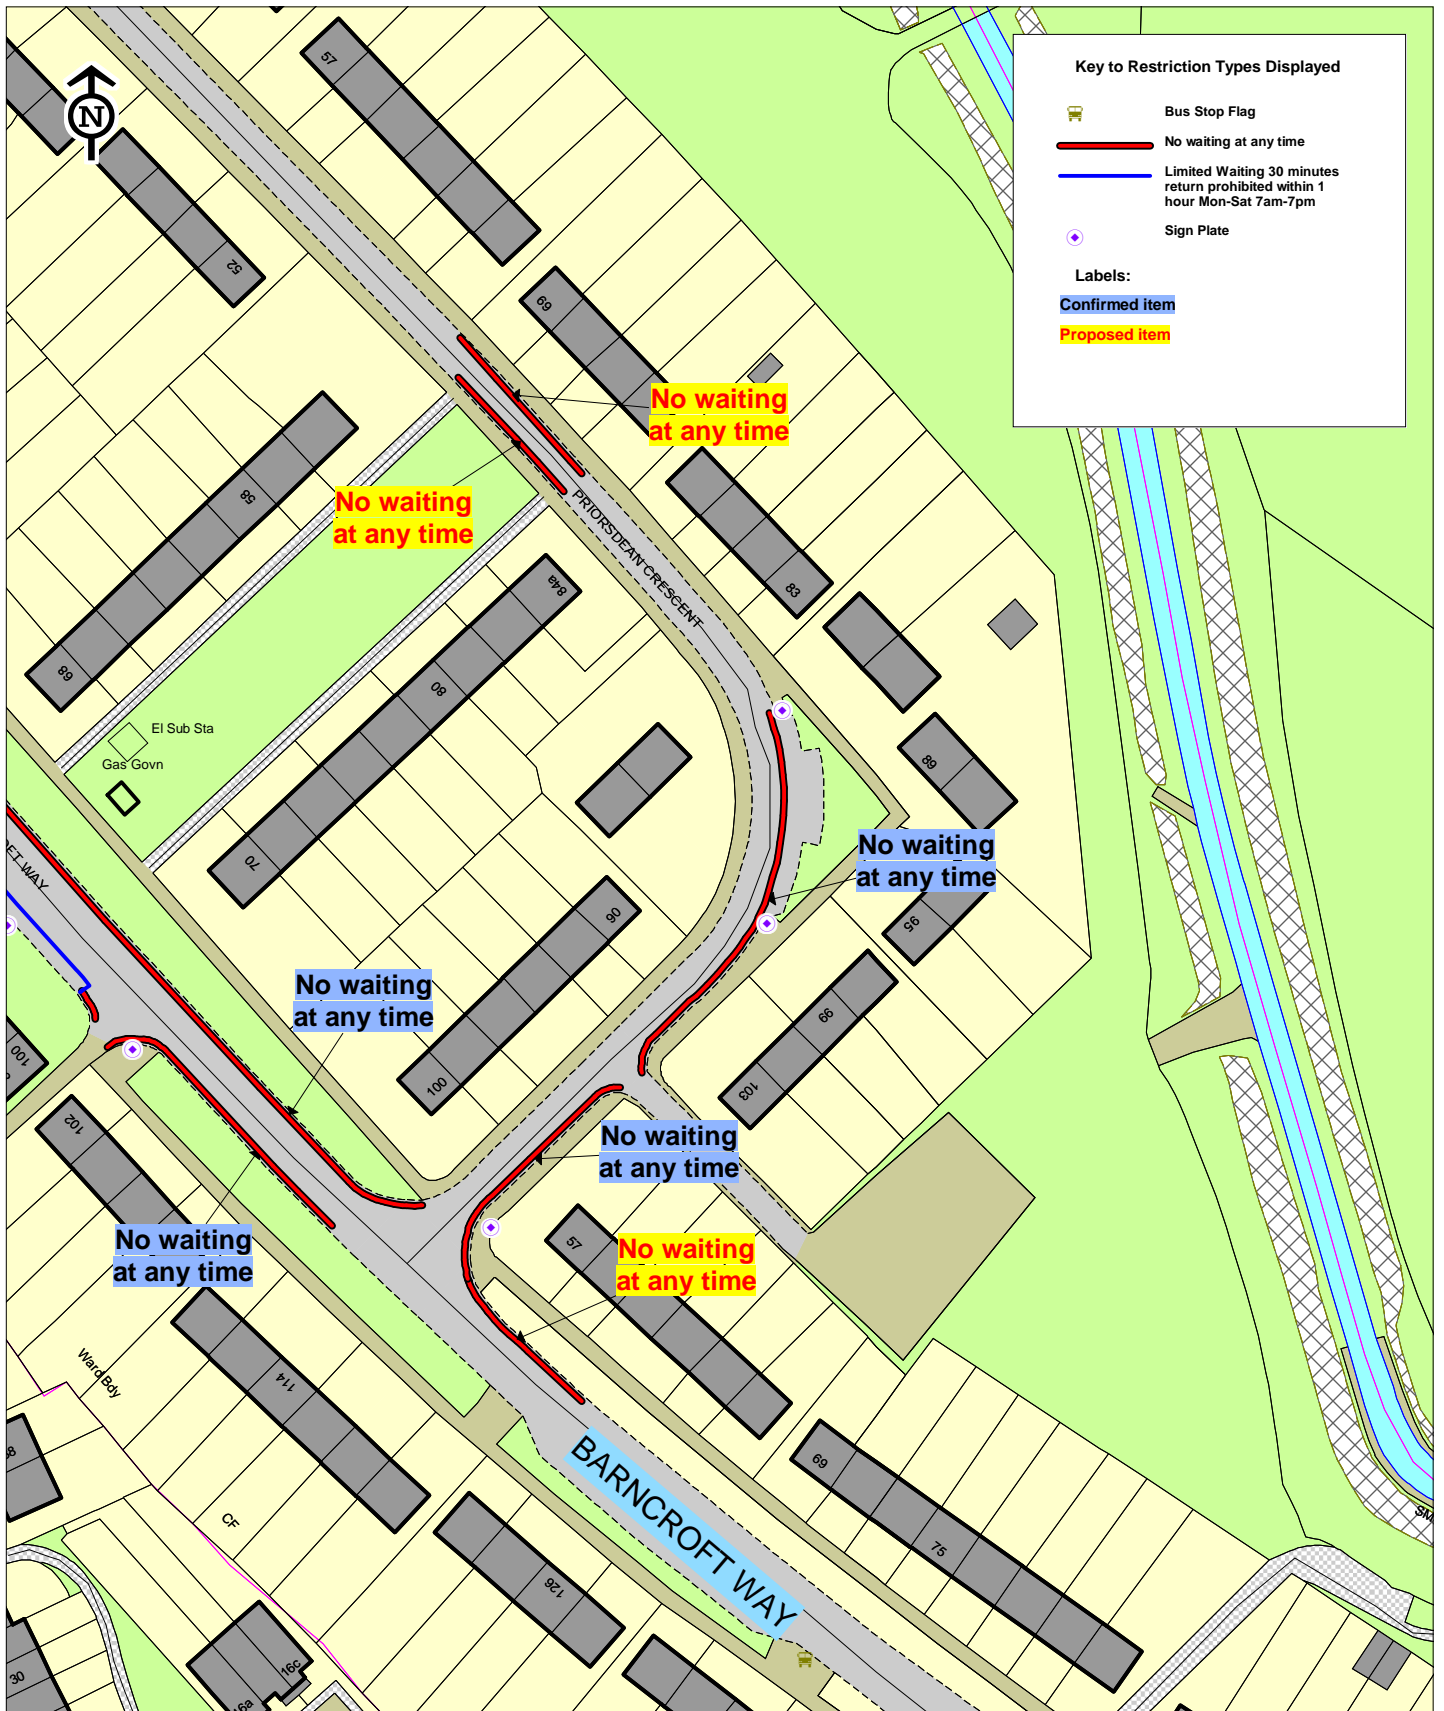 Key to Restriction Types Displayed
Bus Stop Flag
No waiting at any time
Limited Waiting 30 minutes
return prohibited within 1
hour Mon-Sat 7am-7pm
Sign Plate
Labels:
Confirmed item
Proposed item
N
57
52
69
No waiting
at any time
58
No waiting
at any time
PRIORSDEAN CRESCENT
83
84a
68
80
El Sub Sta
Gas Govn
89
70
WAY
No waiting
at any time
95
90
No waiting
at any time
99
100
100
103
102
No waiting
at any time
57
No waiting
at any time
No waiting
at any time
114
Ward Bdy
BARNCROFT WAY
69
75
CF
126
16c
16a
30